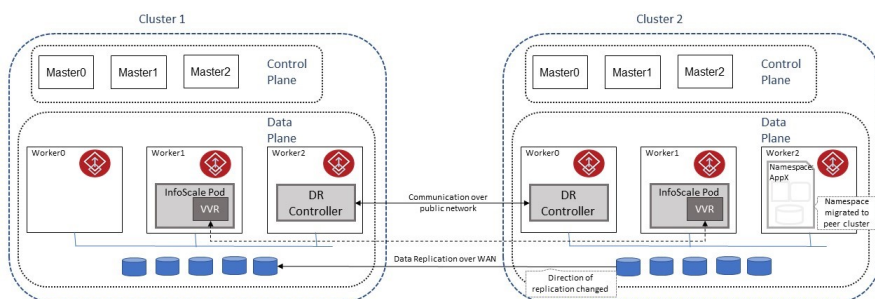 Cluster 1
Master0
Master1
Master2
Control
Plane
Data
Plane
Worker0
Worker1
InfoScale Pod
VVR
Worker2
DR
Controller
Communication over
public network
Data Replication over WAN
Cluster 2
Master0
Master1
Master2
Control
Plane
Data
Plane
Worker0
DR
Controller
Worker1
InfoScale Pod
VVR
Worker2
Namespace:
AppX
Namespace
migrated to
peer cluster
Direction of
replication changed